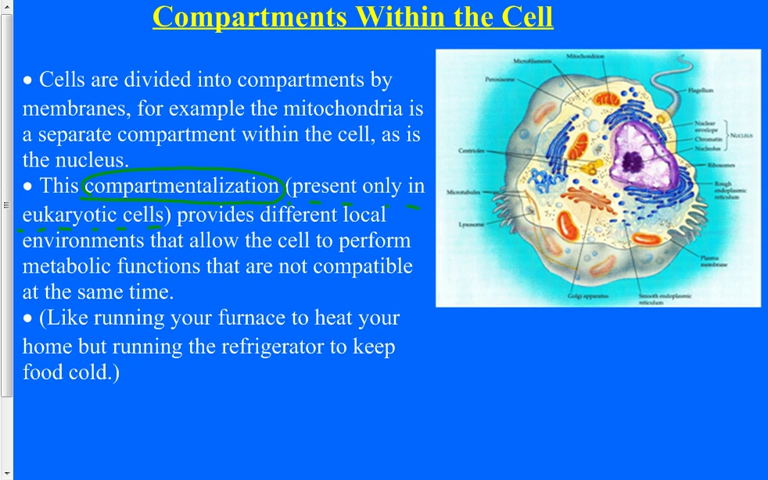 Compartments Within the Cell
• Cells are divided into compartments by
membranes, for example the mitochondria is
a separate compartment within the cell, as is
the nucleus.
• This compartmentalization (present only in
eukaryotic cells) provides different local
environments that allow the cell to perform
metabolic functions that are not compatible
at the same time.
• (Like running your furnace to heat your
home but running the refrigerator to keep
food cold.)
Mitochondrion
Microfilaments
Peroxisome
Flagellum
Nuclear
envelope
Chromatin
NUCLEUS
Nucleolus
Centrioles
Ribosomes
Microtubules
Rough
endoplasmic
reticulum
Lysosome
Plasma
membrane
Golgi apparatus
Smooth endoplasmic
reticulum